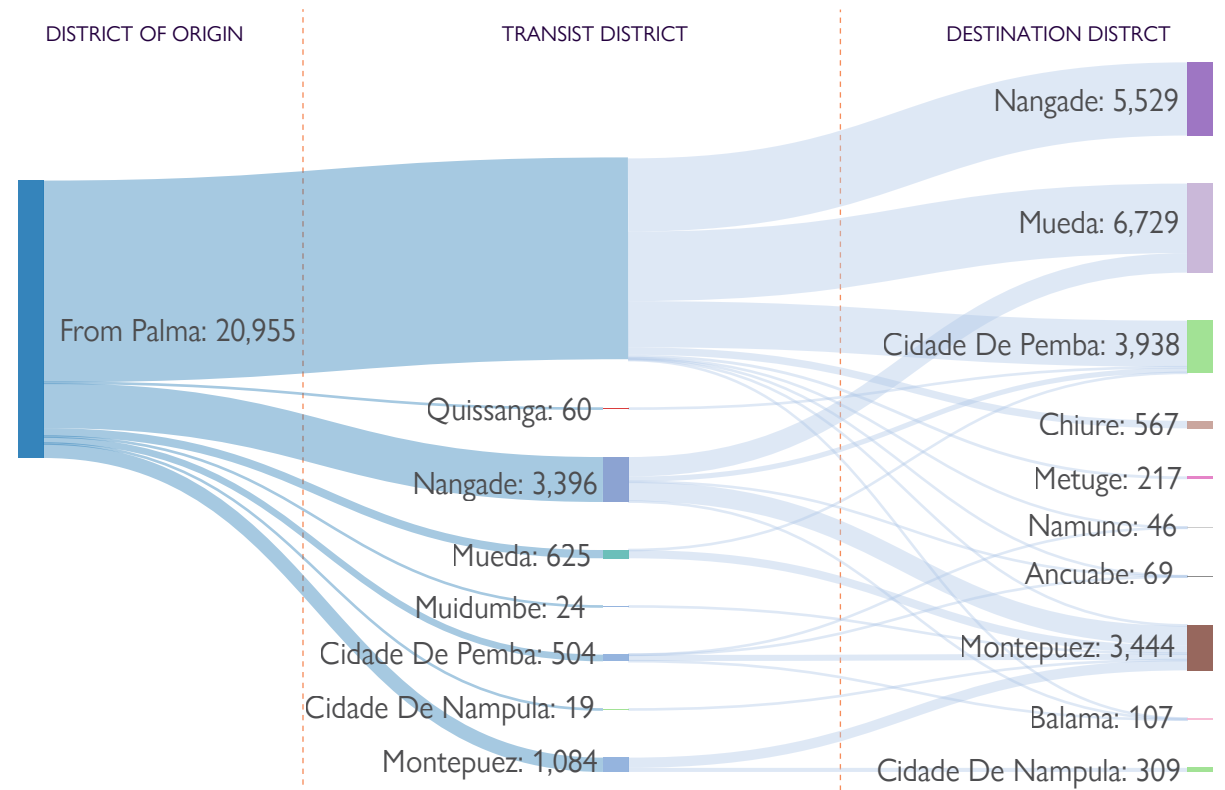 DISTRICT OF ORIGIN
TRANSIST DISTRICT
DESTINATION DISTRCT
From Palma: 20,955
Quissanga: 60
Nangade: 3,396
Mueda: 625
Muidumbe: 24
Cidade De Pemba: 504
Cidade De Nampula: 19
Montepuez: 1,084
Nangade: 5,529
Mueda: 6,729
Cidade De Pemba: 3,938
Chiure: 567
Metuge: 217
Namuno: 46
Ancuabe: 69
Montepuez: 3,444
Balama: 107
Cidade De Nampula: 309